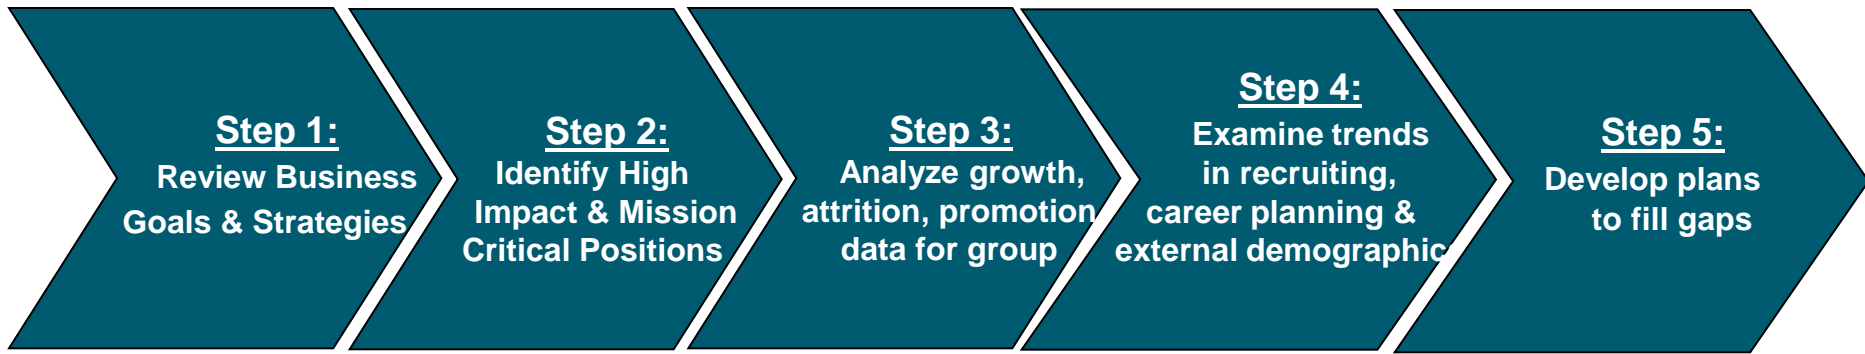 Step 1:
Review Business
Goals & Strategies
Step 2:
Identify High
Impact & Mission
Critical Positions
Step 3:
Analyze growth,
attrition, promotion
data for group
Step 4:
Examine trends
in recruiting,
career planning &
external demographics
Step 5:
Develop plans
to fill gaps